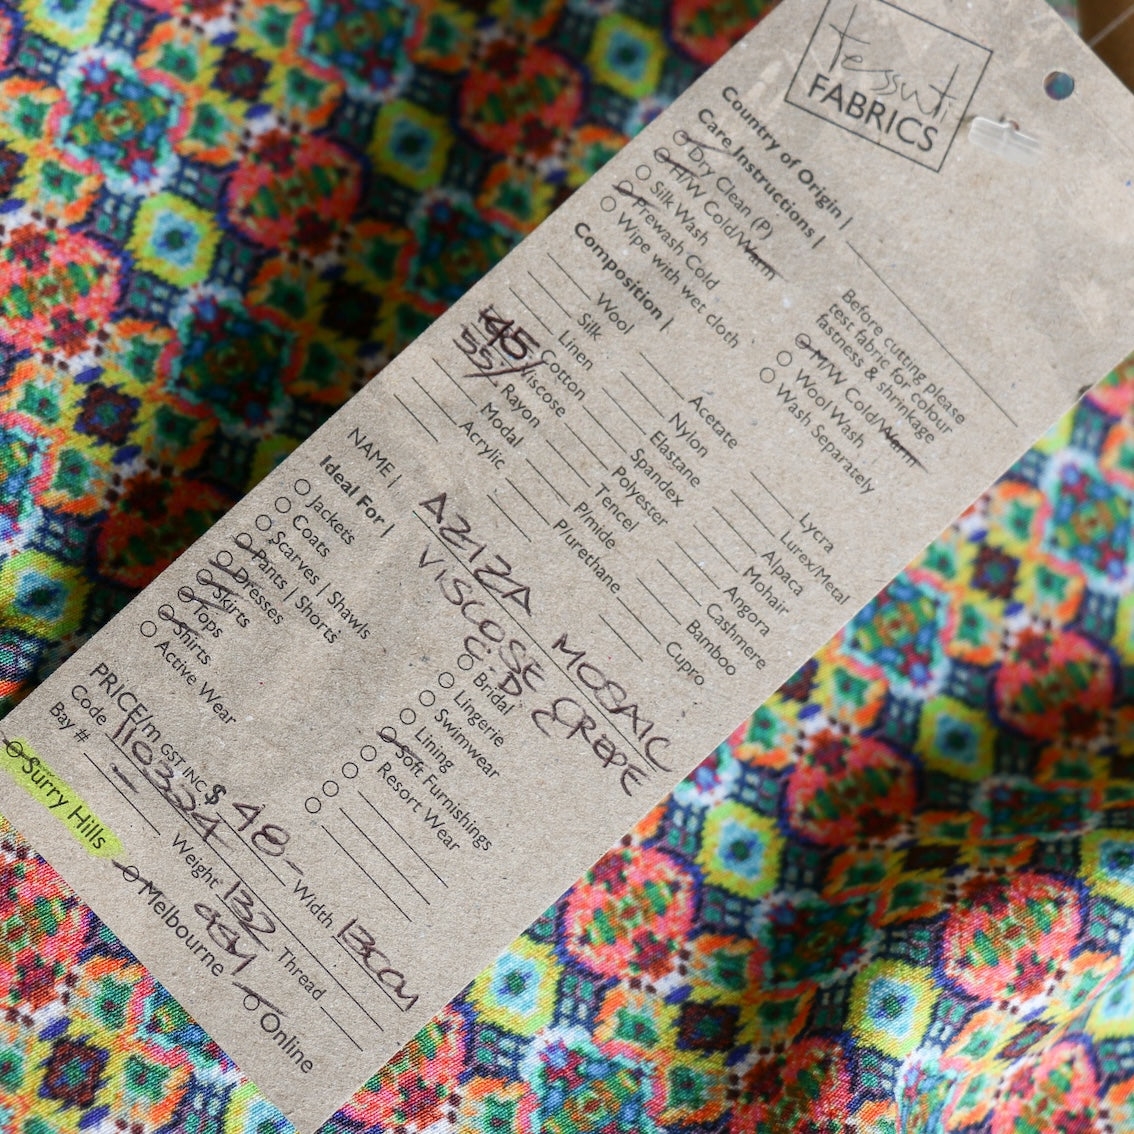 tessuti
FABRICS
Country of Origin |
Care Instructions |
Dry Clean (P)
H/W Cold/Warm
Silk Wash
Prewash Cold
Wipe with wet cloth
Before cutting please
test fabric for colour
fastness & shrinkage
M/W Cold/Warm
Wool Wash
Wash Separately
Composition |
Wool
Silk
Linen
45/ Cotton
55/ Viscose
Rayon
Modal
Acrylic
Acetate
Nylon
Elastane
Spandex
Polyester
Tencel
P/mide
P/urethane
Lycra
Lurex/Metal
Alpaca
Mohair
Angora
Cashmere
Bamboo
Cupro
NAME | AZIZA MOSAIC
VISCOSE CREPE
C.D
Ideal For |
Jackets
Coats
Scarves | Shawls
Pants | Shorts
Dresses
Skirts
Tops
Shirts
Active Wear
Bridal
Lingerie
Swimwear
Lining
Soft Furnishings
Resort Wear
PRICE/m GST INC $ 48- Width 13CCM
Code 110324 Weight 132 GSM Thread
Bay # -
Surry Hills
Melbourne
Online